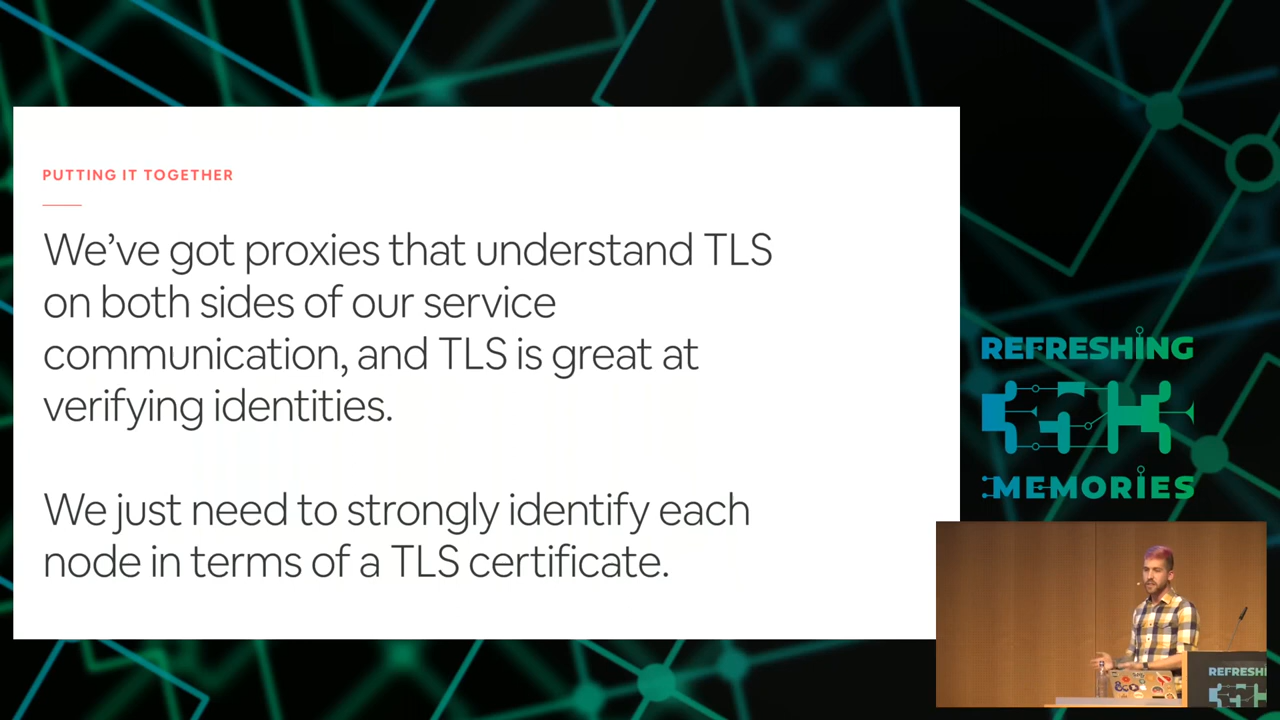 PUTTING IT TOGETHER
We've got proxies that understand TLS
on both sides of our service
communication, and TLS is great at
verifying identities.
We just need to strongly identify each
node in terms of a TLS certificate.
REFRESHING
MEMORIES
REFRESHI